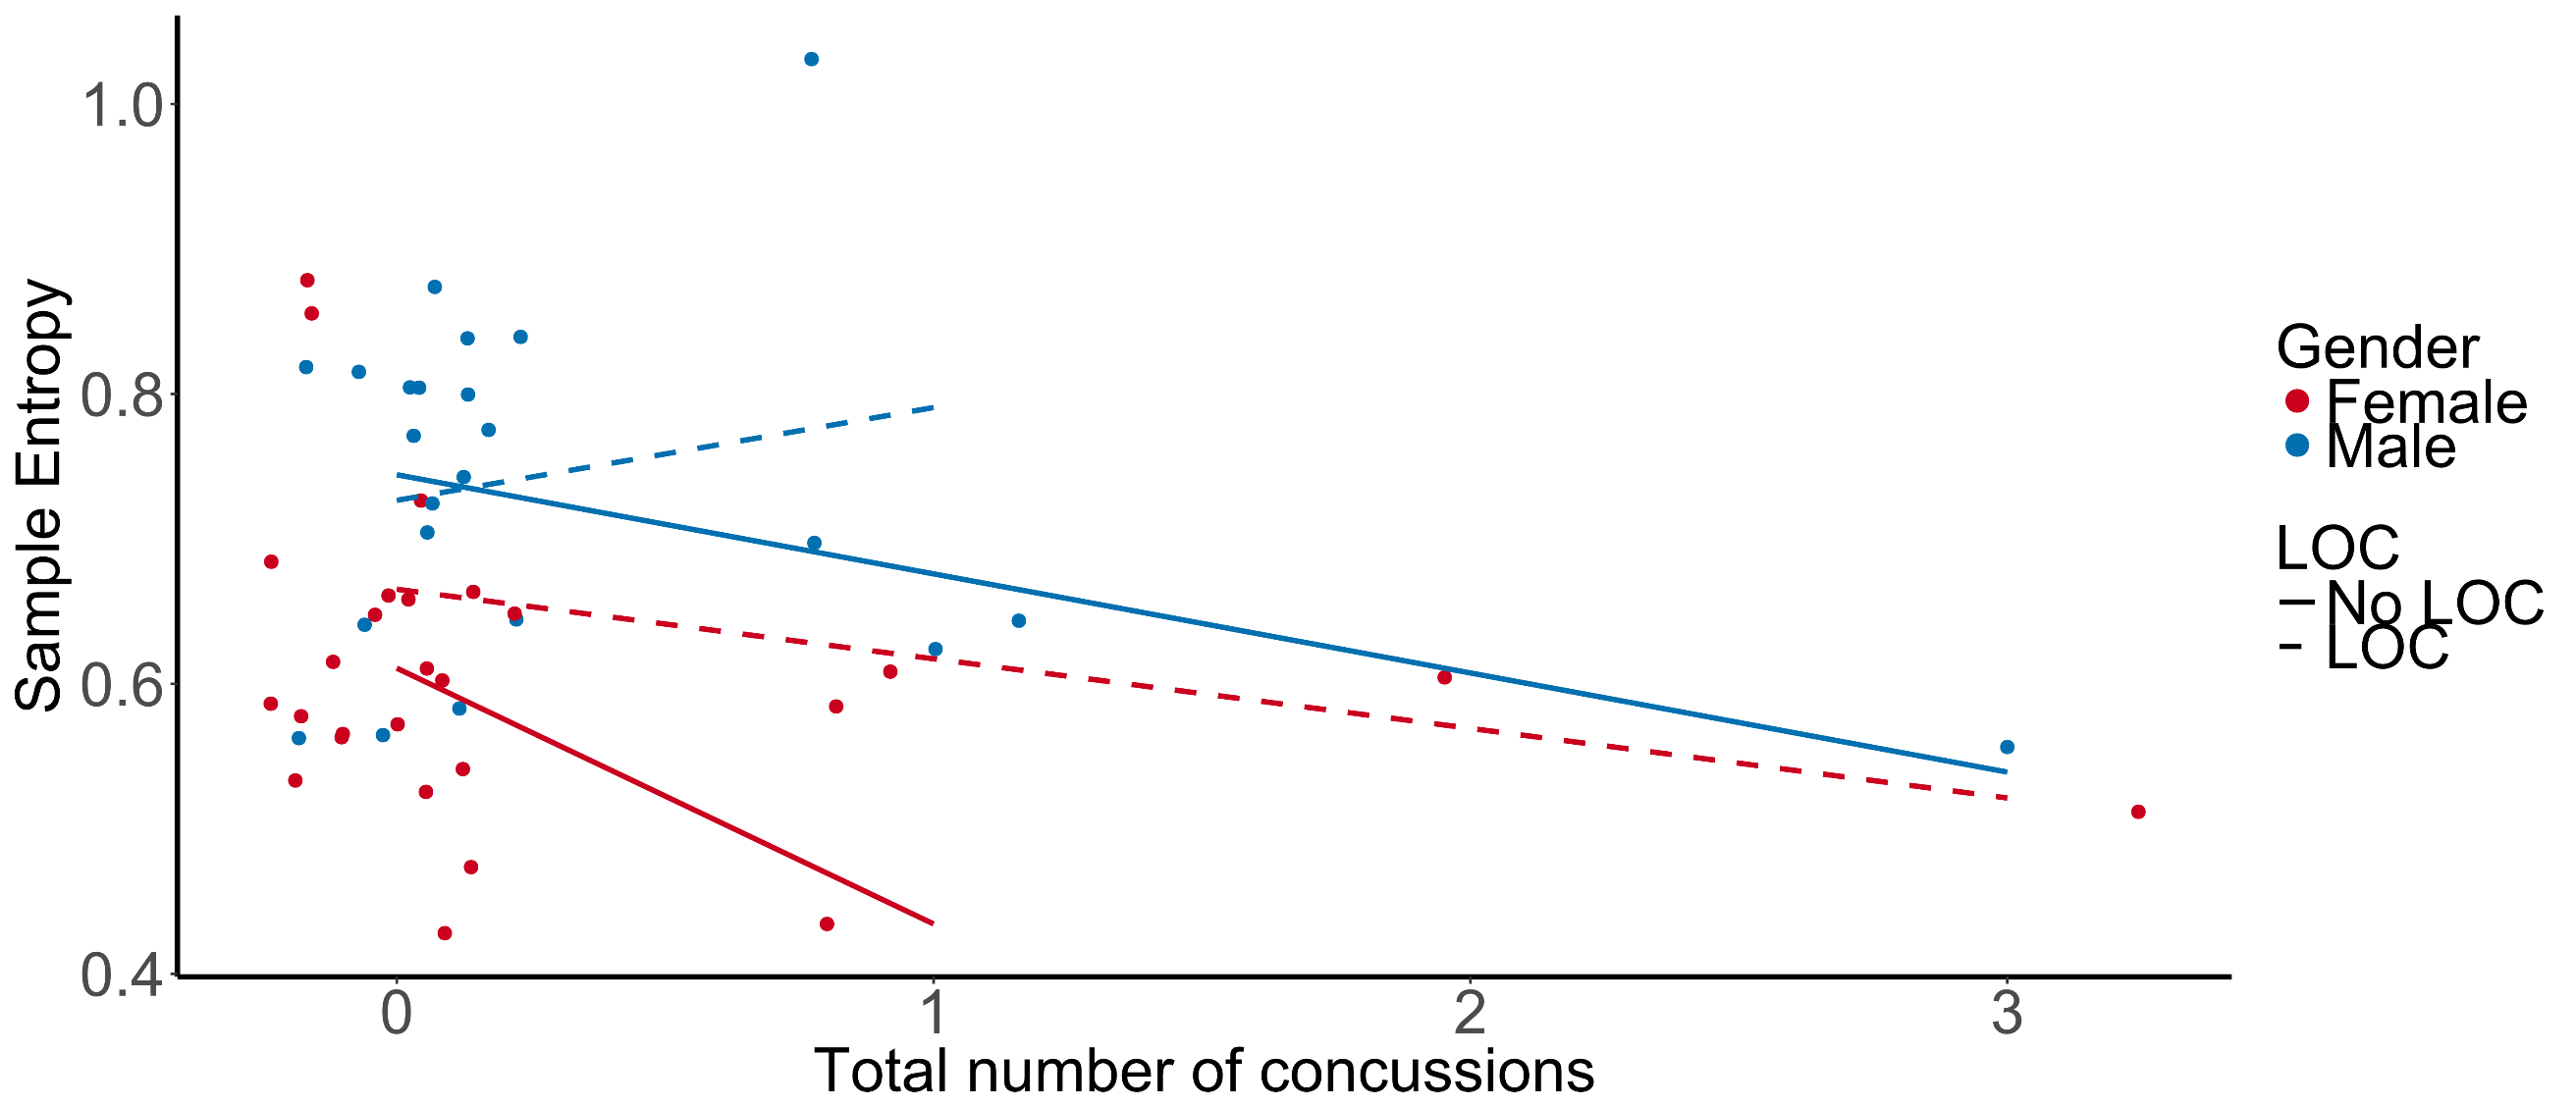 Sample Entropy
1.0
0.8
0.6
0.4
0
1
2
3
Total number of concussions
Gender
Female
Male
LOC
No LOC
LOC